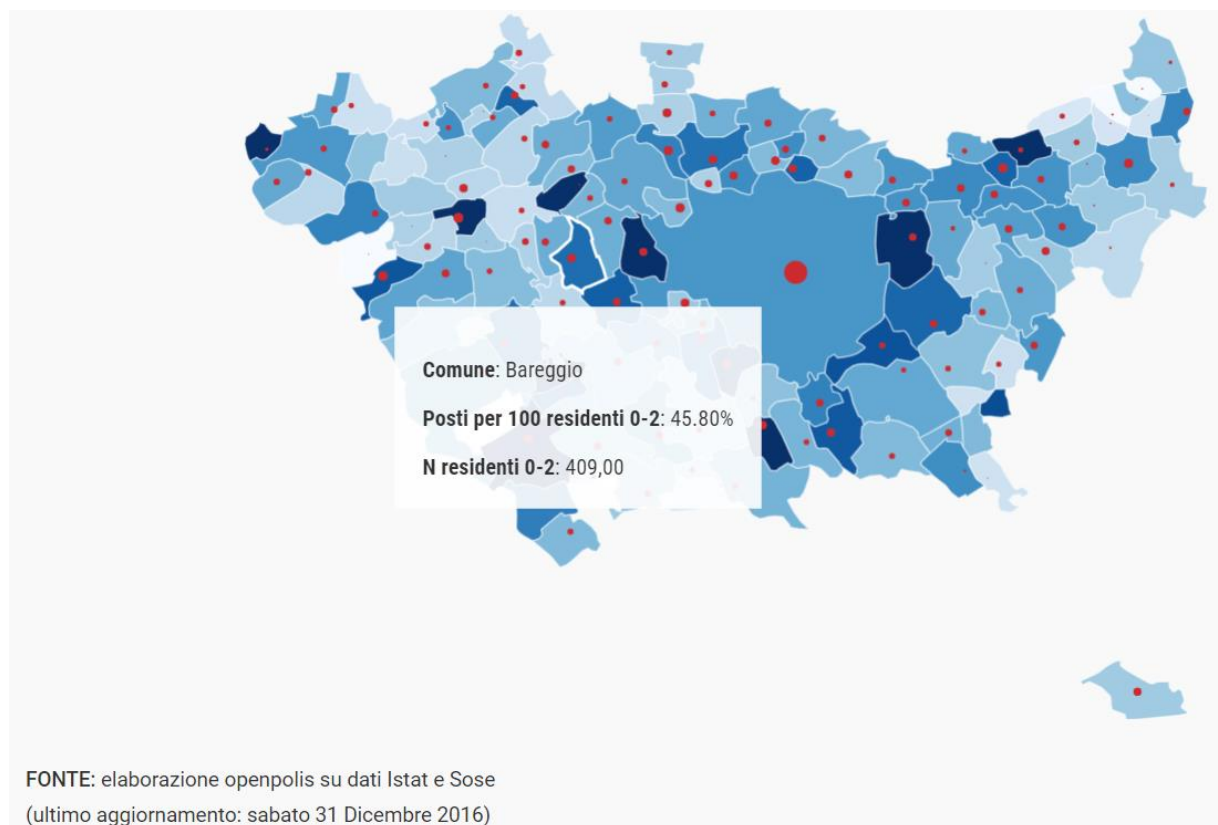 Comune: Bareggio
Posti per 100 residenti 0-2: 45.80%
N residenti 0-2: 409,00
FONTE: elaborazione openpolis su dati Istat e Sose
(ultimo aggiornamento: sabato 31 Dicembre 2016)